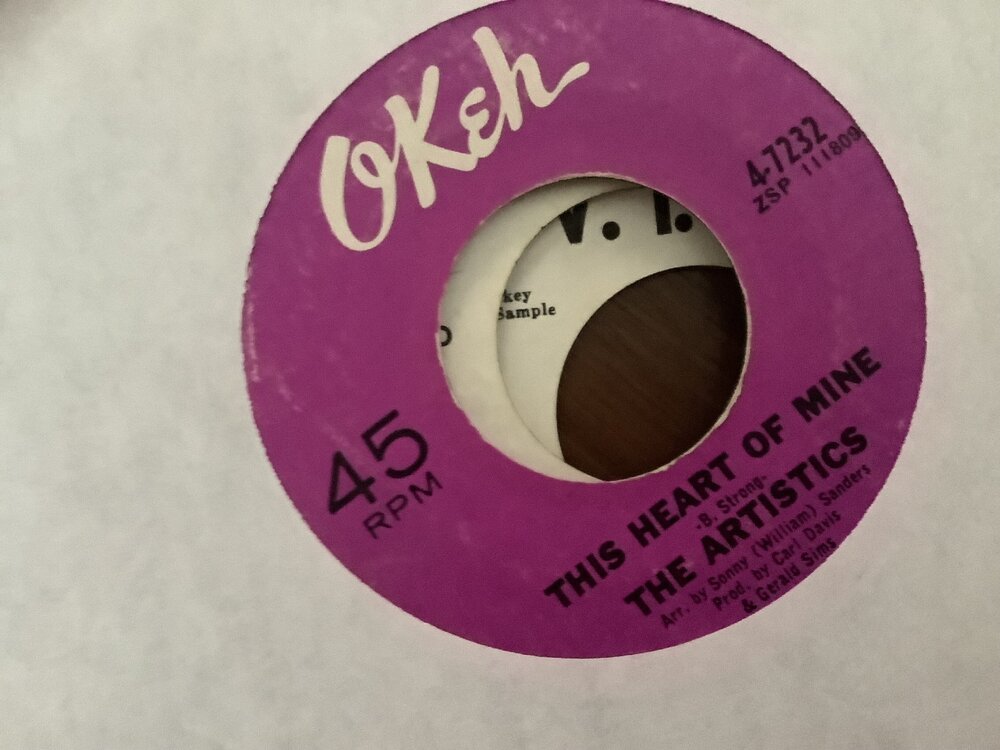 OKeh
4-7232
ZSP 111809
V. I.
key
Sample
45
RPM
THIS HEART OF MINE
-B. Strong-
THE ARTISTICS
Arr. by Sonny (William) Sanders
Prod. by Carl Davis
& Gerald Sims